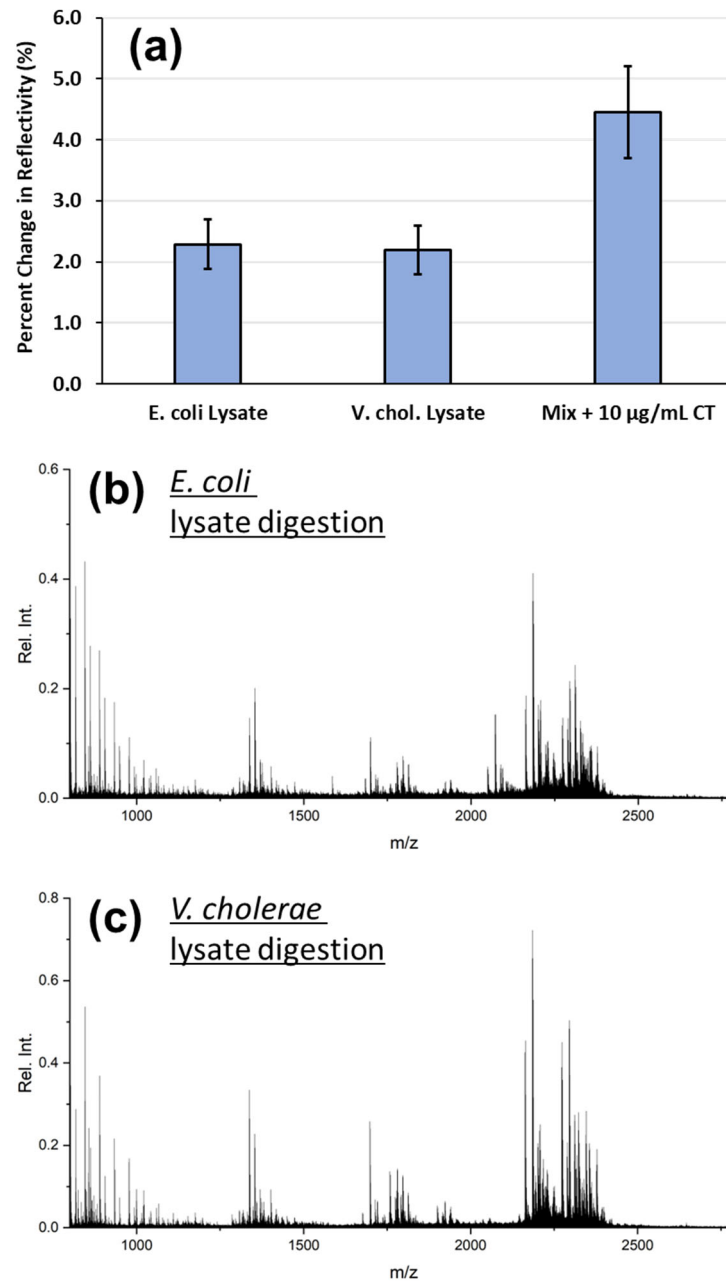 (a)
Percent Change in Reflectivity (%)
6.0
5.0
4.0
3.0
2.0
1.0
0.0
E. coli Lysate
V. chol. Lysate
Mix + 10 µg/mL CT
(b)
E. coli
lysate digestion
Rel. Int.
0.6
0.4
0.2
0.0
1000
1500
2000
2500
m/z
(c)
V. cholerae
lysate digestion
Rel. Int.
0.8
0.6
0.4
0.2
0.0
1000
1500
2000
2500
m/z